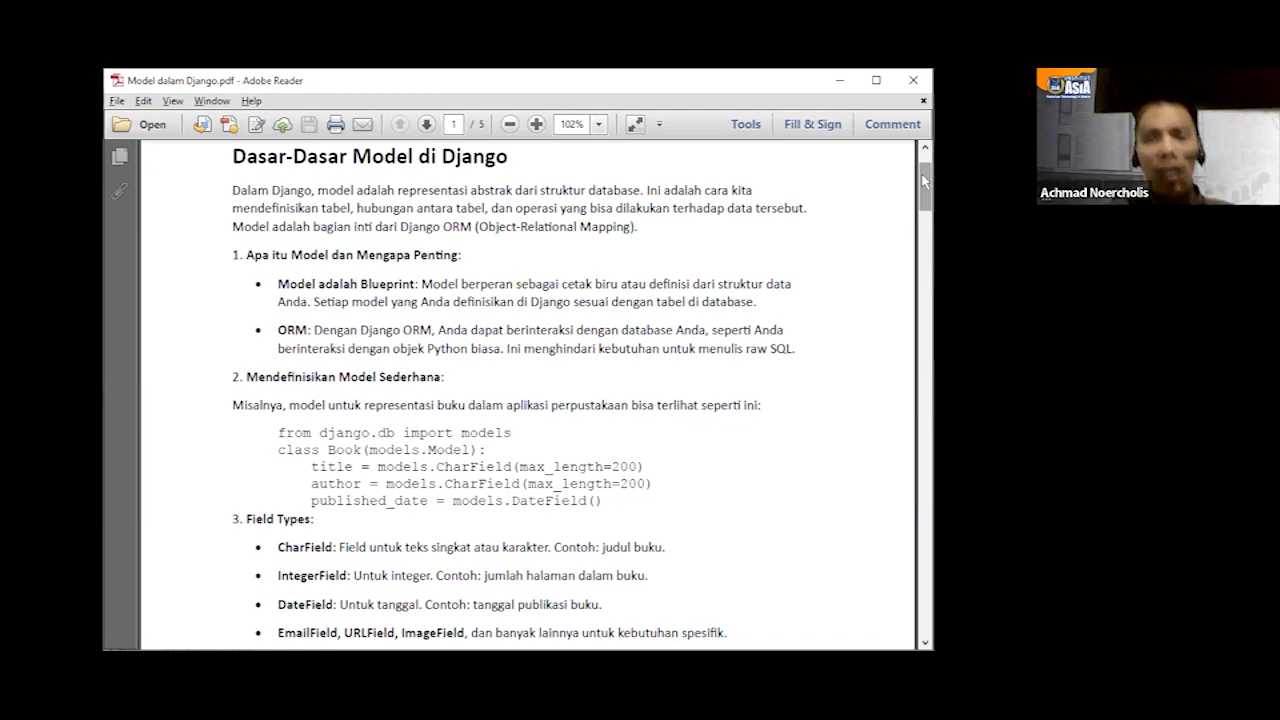 Model dalam Django.pdf - Adobe Reader
File Edit View Window Help
Open 1 / 5 102% Tools Fill & Sign Comment
Dasar-Dasar Model di Django
Dalam Django, model adalah representasi abstrak dari struktur database. Ini adalah cara kita
mendefinisikan tabel, hubungan antara tabel, dan operasi yang bisa dilakukan terhadap data tersebut.
Model adalah bagian inti dari Django ORM (Object-Relational Mapping).
1. Apa itu Model dan Mengapa Penting:
• Model adalah Blueprint: Model berperan sebagai cetak biru atau definisi dari struktur data
Anda. Setiap model yang Anda definisikan di Django sesuai dengan tabel di database.
• ORM: Dengan Django ORM, Anda dapat berinteraksi dengan database Anda, seperti Anda
berinteraksi dengan objek Python biasa. Ini menghindari kebutuhan untuk menulis raw SQL.
2. Mendefinisikan Model Sederhana:
Misalnya, model untuk representasi buku dalam aplikasi perpustakaan bisa terlihat seperti ini:
from django.db import models
class Book(models.Model):
title = models.CharField(max_length=200)
author = models.CharField(max_length=200)
published_date = models.DateField()
3. Field Types:
• CharField: Field untuk teks singkat atau karakter. Contoh: judul buku.
• IntegerField: Untuk integer. Contoh: jumlah halaman dalam buku.
• DateField: Untuk tanggal. Contoh: tanggal publikasi buku.
• EmailField, URLField, ImageField, dan banyak lainnya untuk kebutuhan spesifik.
ASIA
Achmad Noercholis